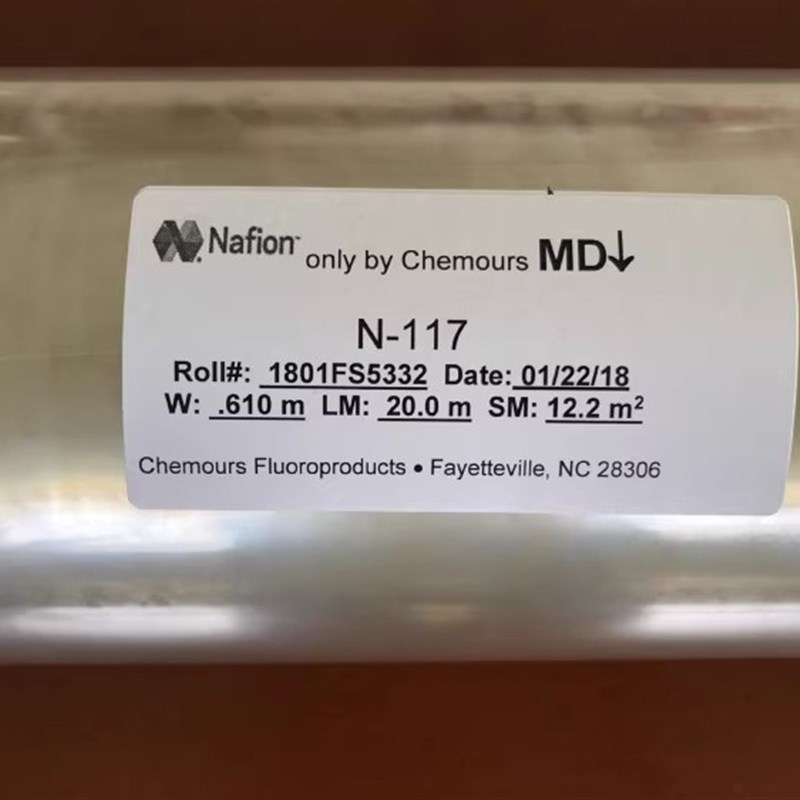 Nafion™ only by Chemours MD↓
N-117
Roll#: 1801FS5332 Date: 01/22/18
W: .610 m LM: 20.0 m SM: 12.2 m²
Chemours Fluoroproducts • Fayetteville, NC 28306